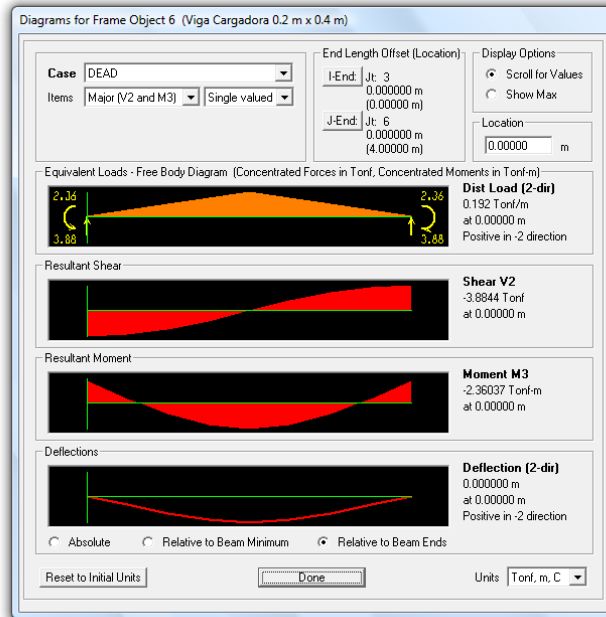 Diagrams for Frame Object 6 (Viga Cargadora 0.2 m x 0.4 m)
Case DEAD
Items Major (V2 and M3) Single valued
End Length Offset (Location)
I-End: Jt: 3
0.000000 m
(0.00000 m)
J-End: Jt: 6
0.000000 m
(4.00000 m)
Display Options
Scroll for Values
Show Max
Location
0.00000 m
Equivalent Loads - Free Body Diagram (Concentrated Forces in Tonf, Concentrated Moments in Tonf-m)
2.36 2.36
3.88 3.88
Dist Load (2-dir)
0.192 Tonf/m
at 0.00000 m
Positive in -2 direction
Resultant Shear
Shear V2
-3.8844 Tonf
at 0.00000 m
Resultant Moment
Moment M3
-2.36037 Tonf-m
at 0.00000 m
Deflections
Deflection (2-dir)
0.000000 m
at 0.00000 m
Positive in -2 direction
Absolute Relative to Beam Minimum Relative to Beam Ends
Reset to Initial Units Done Units Tonf, m, C